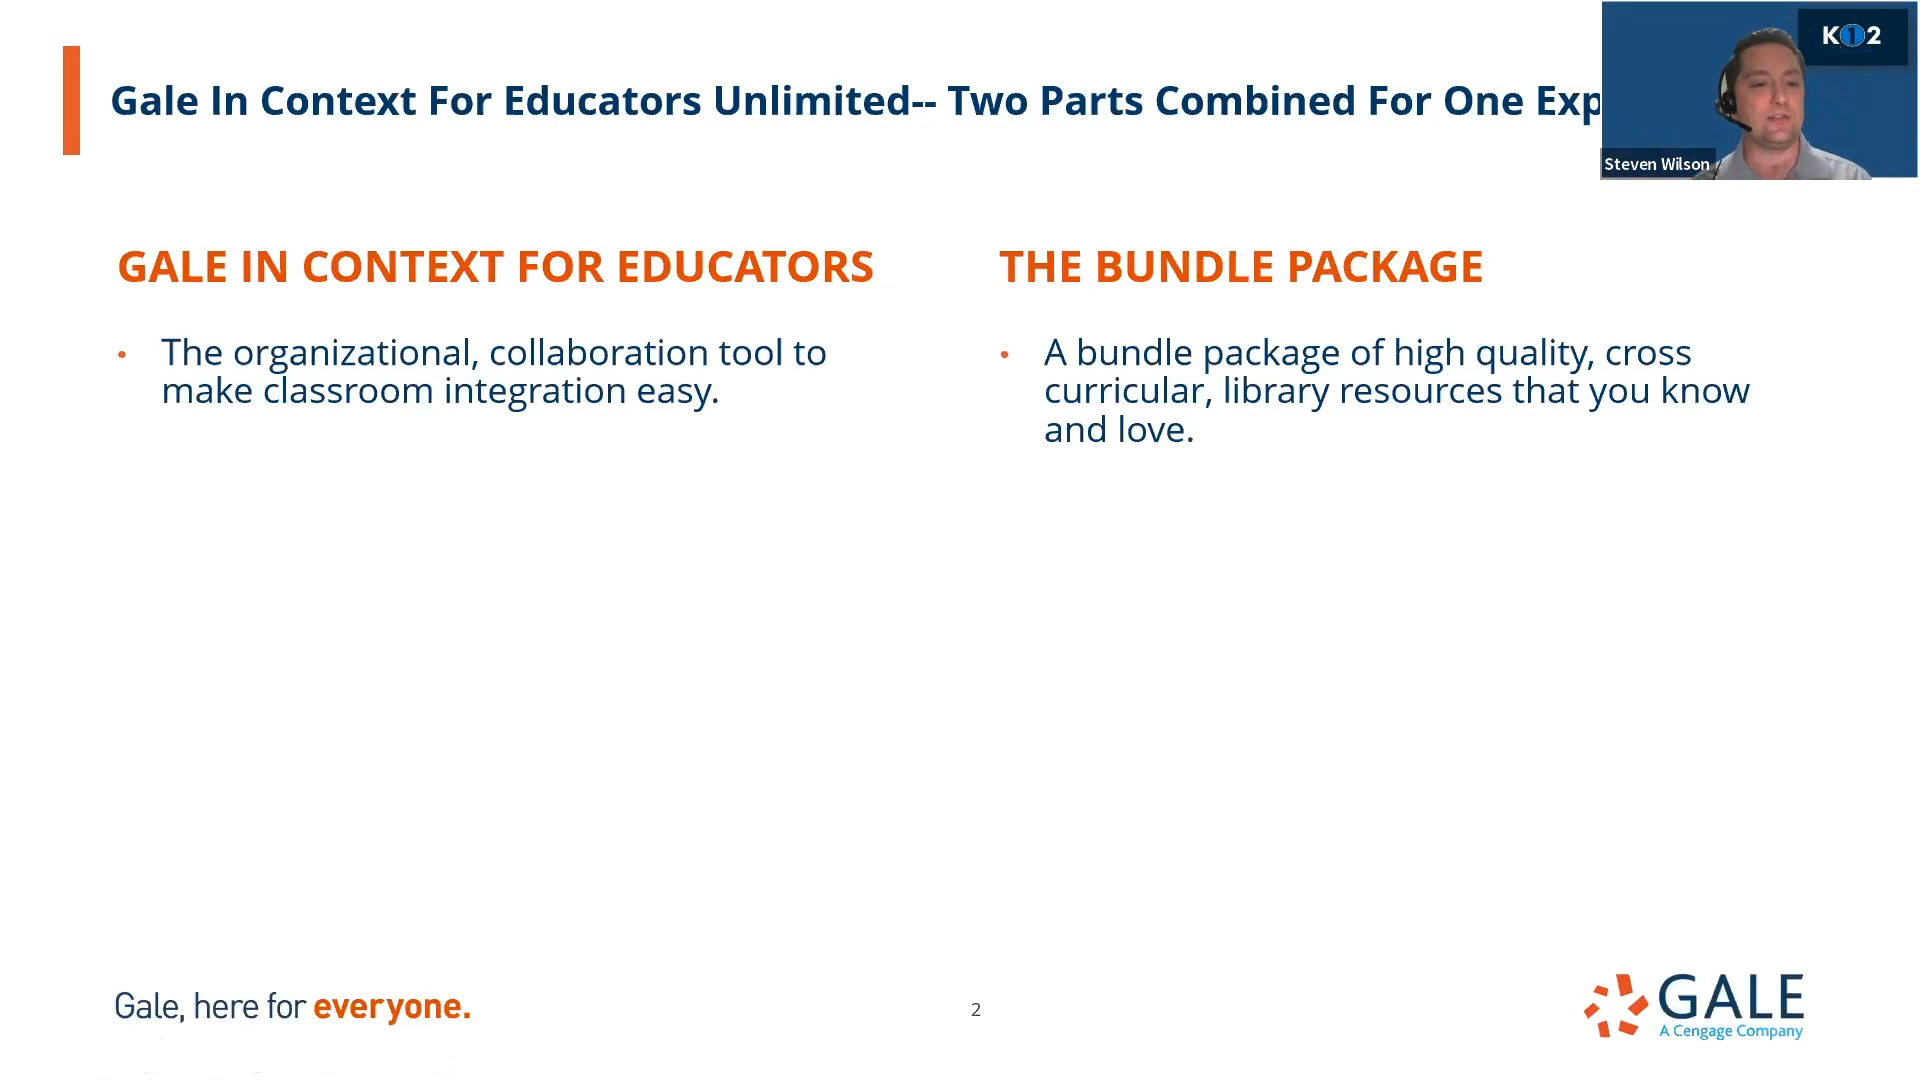 Gale In Context For Educators Unlimited-- Two Parts Combined For One Exp
K12
Steven Wilson
GALE IN CONTEXT FOR EDUCATORS
• The organizational, collaboration tool to
make classroom integration easy.
THE BUNDLE PACKAGE
• A bundle package of high quality, cross
curricular, library resources that you know
and love.
Gale, here for everyone.
2
GALE
A Cengage Company